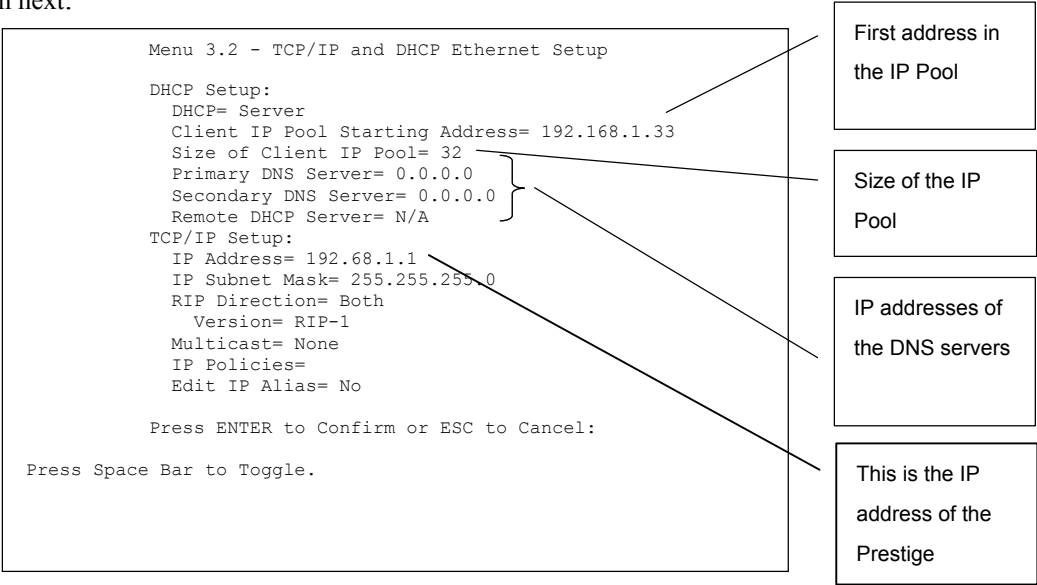 next.
Menu 3.2 - TCP/IP and DHCP Ethernet Setup
DHCP Setup:
DHCP= Server
Client IP Pool Starting Address= 192.168.1.33
Size of Client IP Pool= 32
Primary DNS Server= 0.0.0.0
Secondary DNS Server= 0.0.0.0
Remote DHCP Server= N/A
TCP/IP Setup:
IP Address= 192.68.1.1
IP Subnet Mask= 255.255.255.0
RIP Direction= Both
Version= RIP-1
Multicast= None
IP Policies=
Edit IP Alias= No
Press ENTER to Confirm or ESC to Cancel:
Press Space Bar to Toggle.
First address in
the IP Pool
Size of the IP
Pool
IP addresses of
the DNS servers
This is the IP
address of the
Prestige